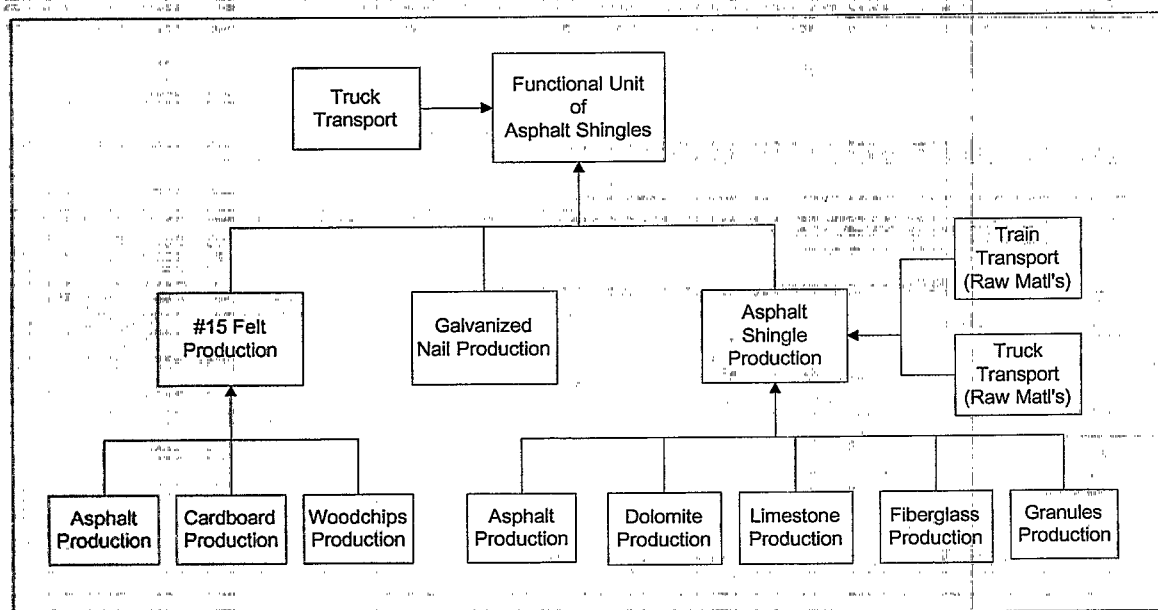 Truck
Transport
Functional Unit
of
Asphalt Shingles
Train
Transport
(Raw Matl's)
#15 Felt
Production
Galvanized
Nail Production
Asphalt
Shingle
Production
Truck
Transport
(Raw Matl's)
Asphalt
Production
Cardboard
Production
Woodchips
Production
Asphalt
Production
Dolomite
Production
Limestone
Production
Fiberglass
Production
Granules
Production